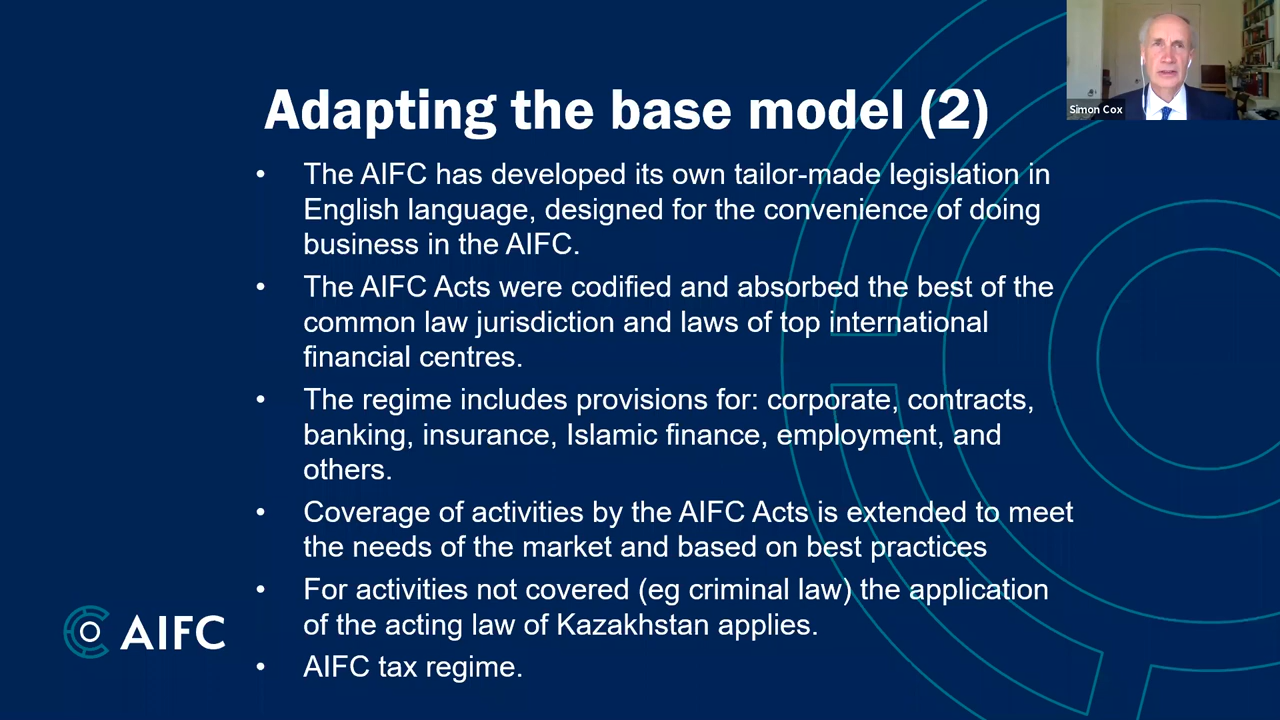 Adapting the base model (2)
Simon Cox
• The AIFC has developed its own tailor-made legislation in
English language, designed for the convenience of doing
business in the AIFC.
• The AIFC Acts were codified and absorbed the best of the
common law jurisdiction and laws of top international
financial centres.
• The regime includes provisions for: corporate, contracts,
banking, insurance, Islamic finance, employment, and
others.
• Coverage of activities by the AIFC Acts is extended to meet
the needs of the market and based on best practices
• For activities not covered (eg criminal law) the application
of the acting law of Kazakhstan applies.
• AIFC tax regime.
AIFC